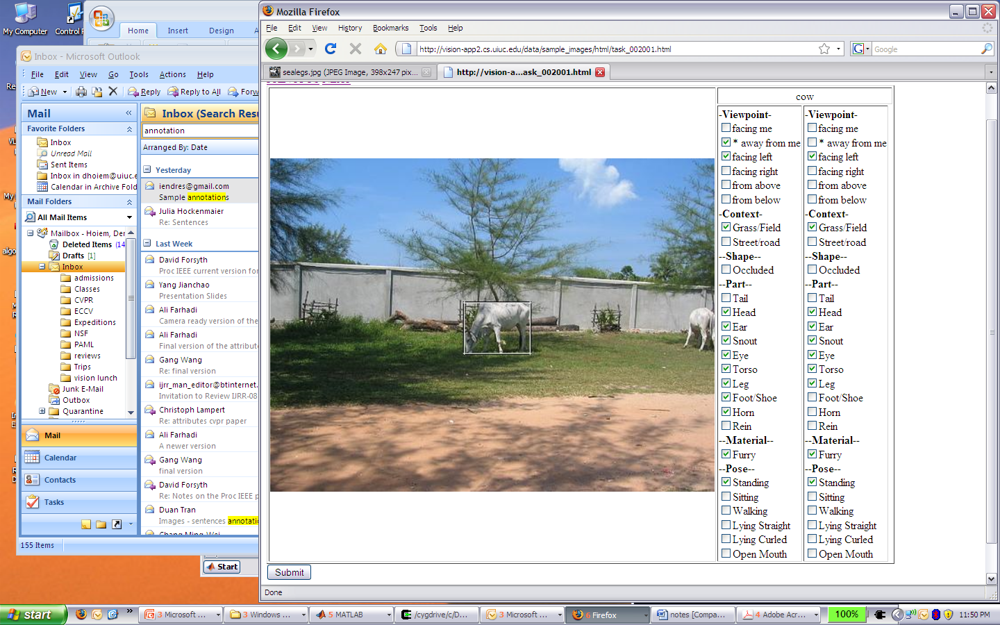 My Computer
Control P
Home
Insert
Design
Inbox - Microsoft Outlook
File Edit View Go Tools Actions Help
New
Reply
Reply to All
Forw
Mail
Favorite Folders
Inbox
Unread Mail
Sent Items
Inbox in dhoiem@uiuc.e
Calendar in Archive Fold
Mail Folders
All Mail Items
Mailbox - Hoiem, Der
Deleted Items (14
Drafts [1]
Inbox
admissions
Classes
CVPR
ECCV
Expeditions
NSF
PAML
reviews
Trips
vision lunch
Junk E-Mail
Outbox
Quarantine
Mail
Calendar
Contacts
Tasks
155 Items
Inbox (Search Resu
annotation
Arranged By: Date
Yesterday
iendres@gmail.com
Sample annotations
Julia Hockenmaier
Re: Sentences
Last Week
David Forsyth
Proc IEEE current version for
Yang Jianchao
Presentation Slides
Ali Farhadi
Camera ready version of the
Ali Farhadi
Final version of the attribute
Gang Wang
Re: final version
ijrr_man_editor@btinternet.
Invitation to Review IJRR-08
Christoph Lampert
Re: attributes cvpr paper
Ali Farhadi
A newer version
Gang Wang
final version
David Forsyth
Re: Notes on the Proc IEEE p
Duan Tran
Images - sentences annotatio
Start
Mozilla Firefox
File Edit View History Bookmarks Tools Help
http://vision-app2.cs.uiuc.edu/data/sample_images/html/task_002001.html
Google
sealegs.jpg (JPEG Image, 398x247 pix...
http://vision-a...ask_002001.html
cow
-Viewpoint- -Viewpoint-
facing me facing me
* away from me * away from me
facing left facing left
facing right facing right
from above from above
from below from below
-Context- -Context-
Grass/Field Grass/Field
Street/road Street/road
--Shape-- --Shape--
Occluded Occluded
--Part-- --Part--
Tail Tail
Head Head
Ear Ear
Snout Snout
Eye Eye
Torso Torso
Leg Leg
Foot/Shoe Foot/Shoe
Horn Horn
Rein Rein
--Material-- --Material--
Furry Furry
--Pose-- --Pose--
Standing Standing
Sitting Sitting
Walking Walking
Lying Straight Lying Straight
Lying Curled Lying Curled
Open Mouth Open Mouth
Submit
Done
start
3 Microsoft ...
3 Windows ...
5 MATLAB
/cygdrive/c/D...
3 Microsoft ...
6 Firefox
notes [Compa...
4 Adobe Acr...
100%
11:50 PM